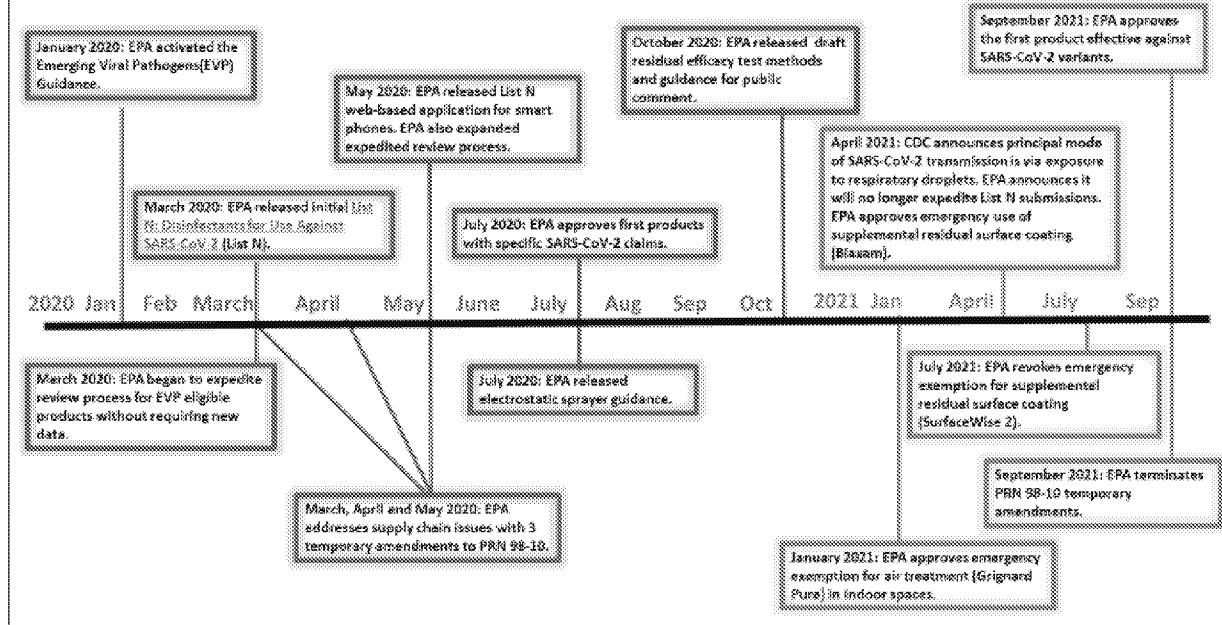 January 2020: EPA activated the
Emerging Viral Pathogens(EVP)
Guidance.
March 2020: EPA released initial List
N: Disinfectants for Use Against
SARS-CoV-2 (List N).
May 2020: EPA released List N
web-based application for smart
phones. EPA also expanded
expedited review process.
July 2020: EPA approves first products
with specific SARS-CoV-2 claims.
October 2020: EPA released draft
residual efficacy test methods
and guidance for public
comment.
April 2021: CDC announces principal mode
of SARS-CoV-2 transmission is via exposure
to respiratory droplets. EPA announces it
will no longer expedite List N submissions.
EPA approves emergency use of
supplemental residual surface coating
(Biaxam).
September 2021: EPA approves
the first product effective against
SARS-CoV-2 variants.
2020 Jan Feb March April May June July Aug Sep Oct 2021 Jan April July Sep
March 2020: EPA began to expedite
review process for EVP eligible
products without requiring new
data.
March, April and May 2020: EPA
addresses supply chain issues with 3
temporary amendments to PRN 98-10.
July 2020: EPA released
electrostatic sprayer guidance.
January 2021: EPA approves emergency
exemption for air treatment (Grignard
Pure) in indoor spaces.
July 2021: EPA revokes emergency
exemption for supplemental
residual surface coating
(SurfaceWise 2).
September 2021: EPA terminates
PRN 98-10 temporary
amendments.